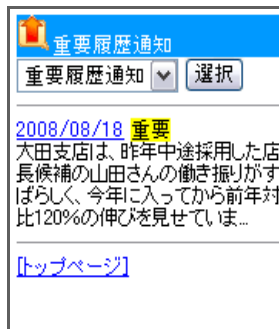 重要履歴通知
重要履歴通知 選択
2008/08/18 重要
大田支店は、昨年中途採用した店
長候補の山田さんの働き振りがす
ばらしく、今年に入ってから前年対
比120%の伸びを見せていま...
[トップページ]